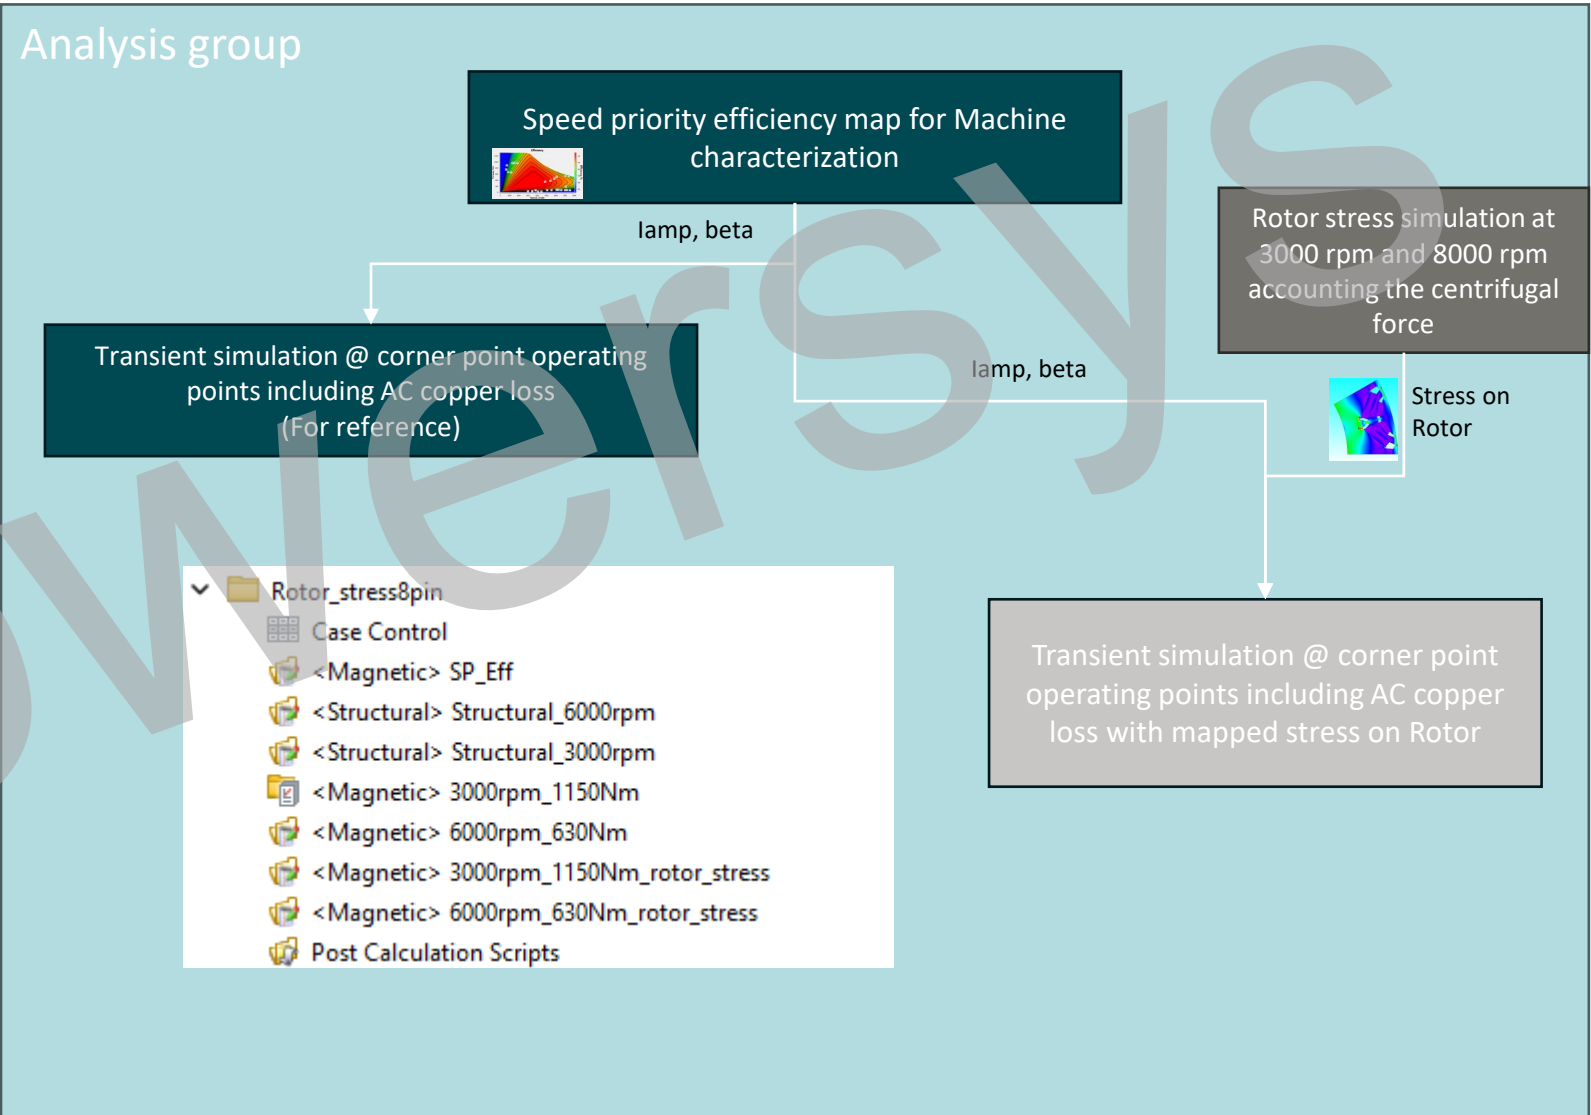 Analysis group
Speed priority efficiency map for Machine
characterization
Iamp, beta
Rotor stress simulation at
3000 rpm and 8000 rpm
accounting the centrifugal
force
Transient simulation @ corner point operating
points including AC copper loss
(For reference)
Iamp, beta
Stress on
Rotor
Rotor_stress8pin
Case Control
<Magnetic> SP_Eff
<Structural> Structural_6000rpm
<Structural> Structural_3000rpm
<Magnetic> 3000rpm_1150Nm
<Magnetic> 6000rpm_630Nm
<Magnetic> 3000rpm_1150Nm_rotor_stress
<Magnetic> 6000rpm_630Nm_rotor_stress
Post Calculation Scripts
Transient simulation @ corner point
operating points including AC copper
loss with mapped stress on Rotor
owersys